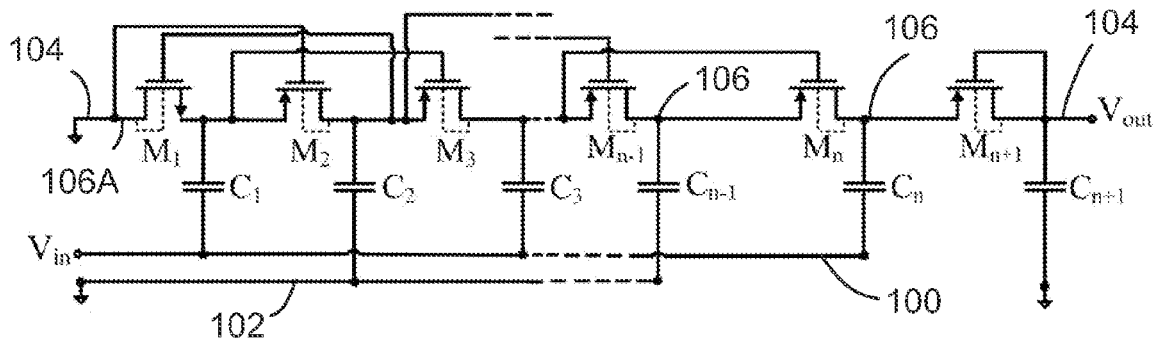 104
106
106
104
V_out
M_1
M_2
M_3
M_n-1
M_n
M_n+1
106A
C_1
C_2
C_3
C_n-1
C_n
C_n+1
V_in
102
100